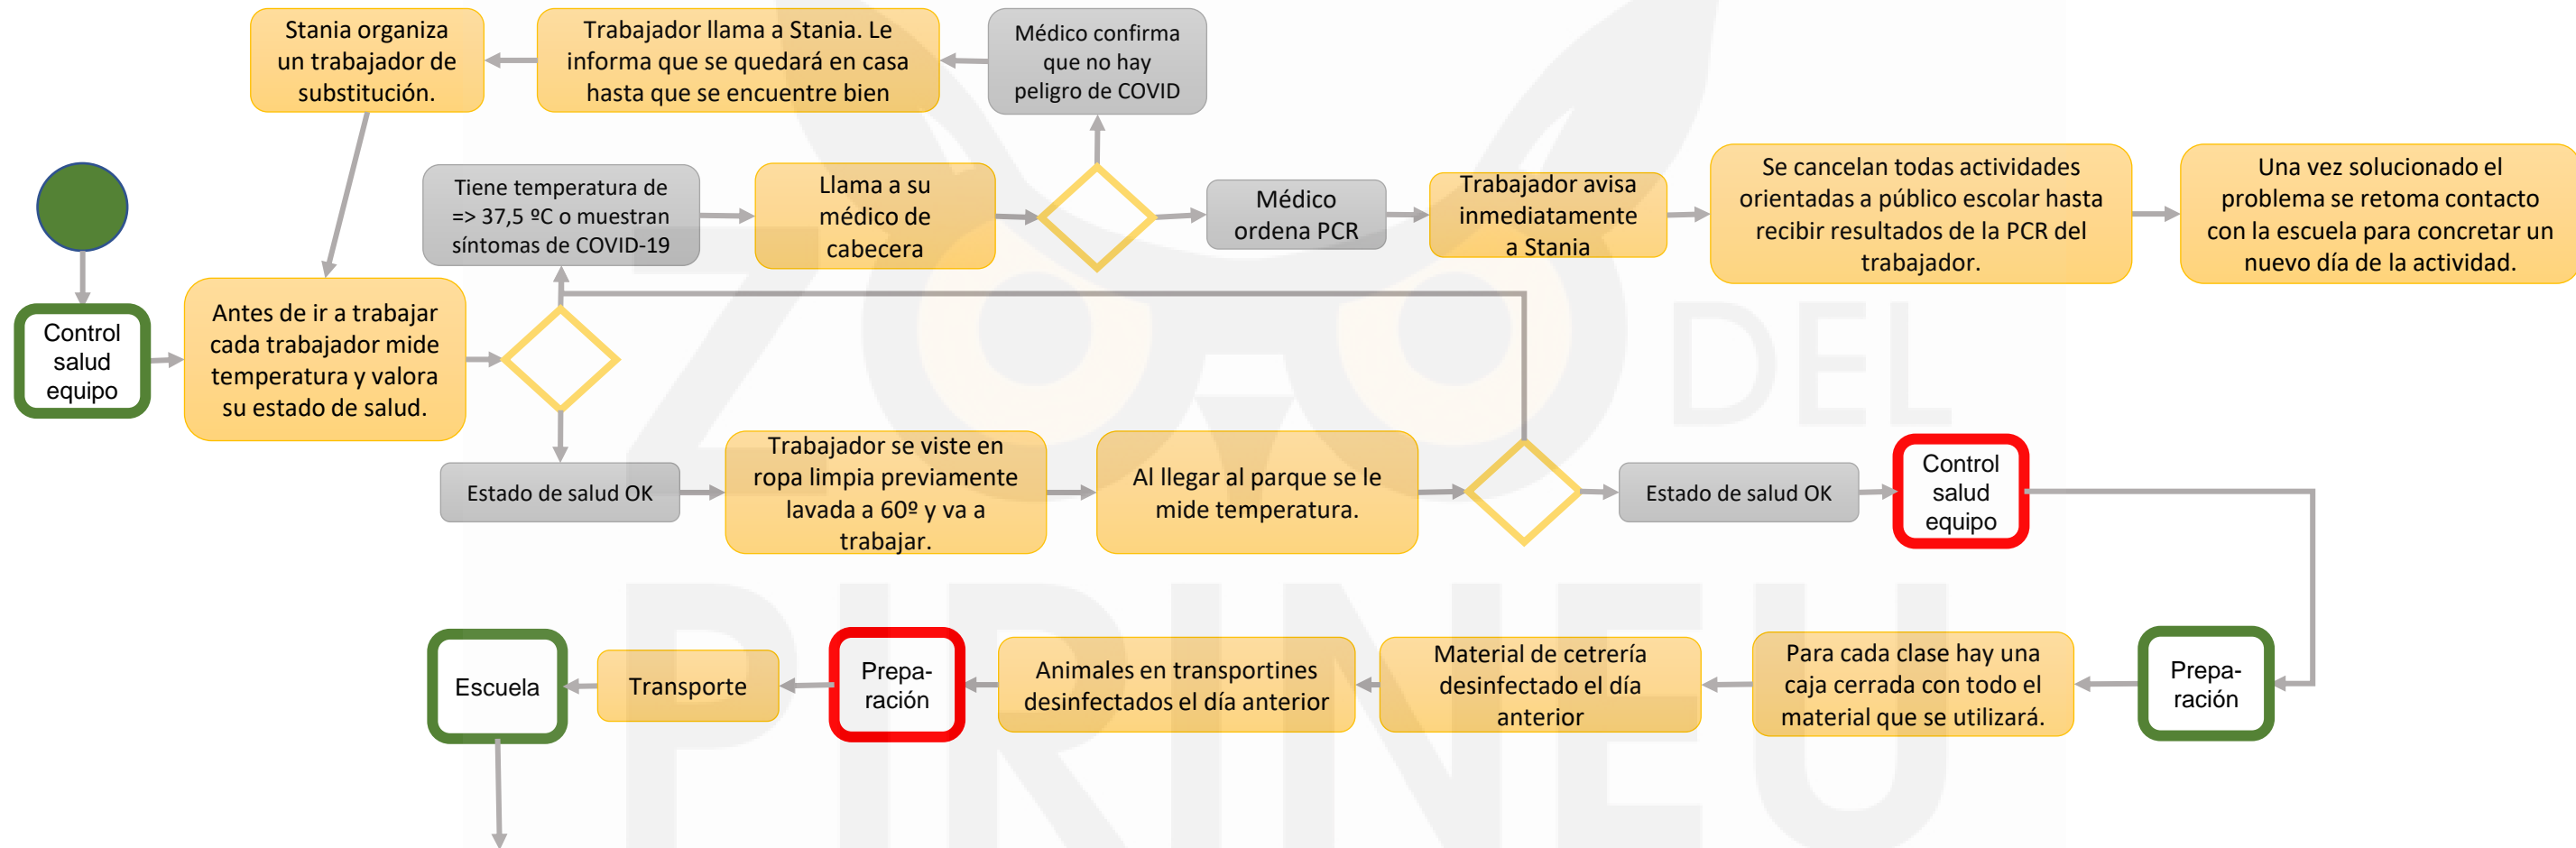 Stania organiza
un trabajador de
substitución.
Trabajador llama a Stania. Le
informa que se quedará en casa
hasta que se encuentre bien
Médico confirma
que no hay
peligro de COVID
Tiene temperatura de
=> 37,5 ºC o muestran
síntomas de COVID-19
Llama a su
médico de
cabecera
Médico
ordena PCR
Trabajador avisa
inmediatamente
a Stania
Se cancelan todas actividades
orientadas a público escolar hasta
recibir resultados de la PCR del
trabajador.
Una vez solucionado el
problema se retoma contacto
con la escuela para concretar un
nuevo día de la actividad.
Control
salud
equipo
Antes de ir a trabajar
cada trabajador mide
temperatura y valora
su estado de salud.
Estado de salud OK
Trabajador se viste en
ropa limpia previamente
lavada a 60º y va a
trabajar.
Al llegar al parque se le
mide temperatura.
Estado de salud OK
Control
salud
equipo
Escuela
Transporte
Prepa-
ración
Animales en transportines
desinfectados el día anterior
Material de cetrería
desinfectado el día
anterior
Para cada clase hay una
caja cerrada con todo el
material que se utilizará.
Prepa-
ración
ZOO DEL
PIRINEU